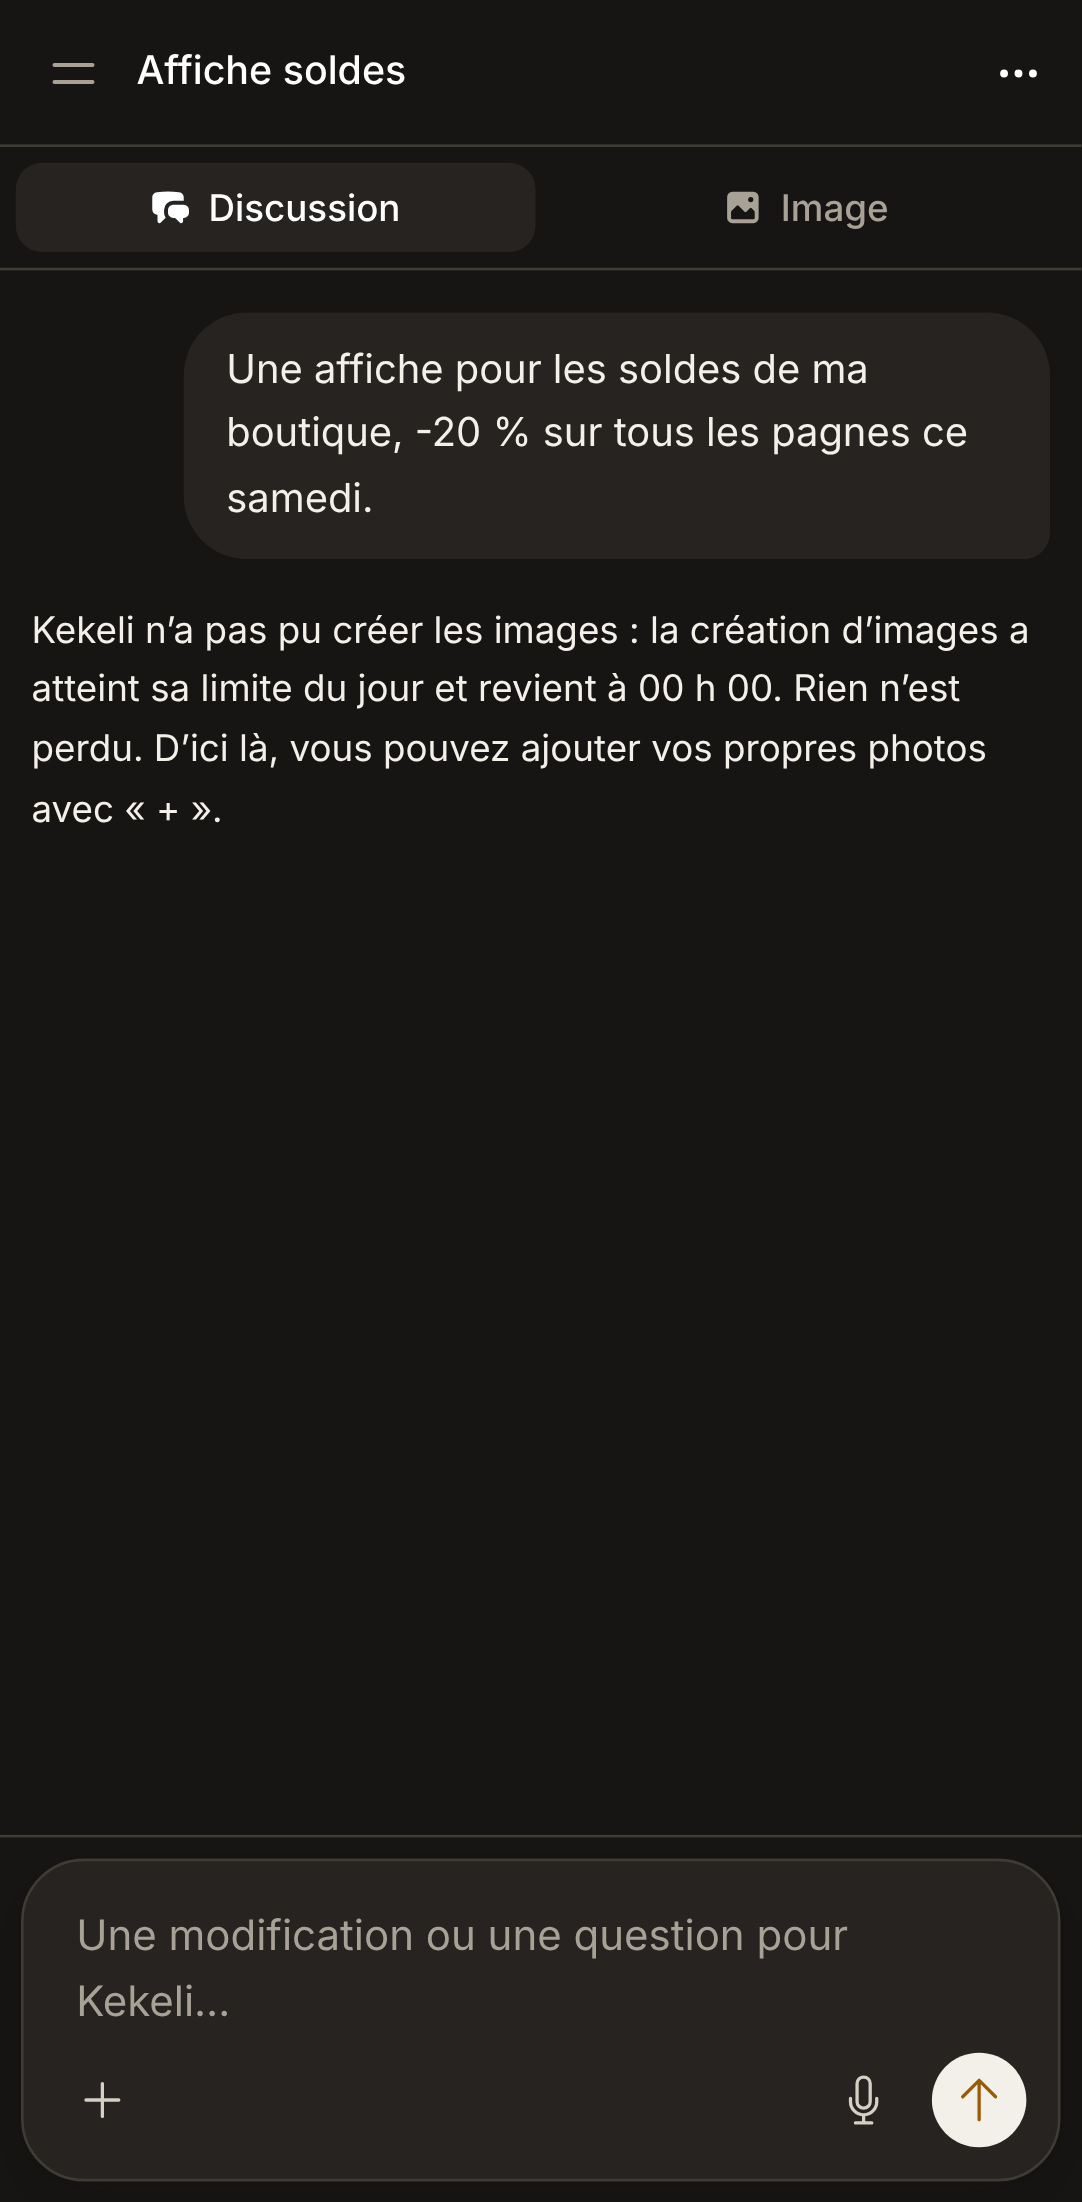 Affiche soldes
Discussion
Image
Une affiche pour les soldes de ma
boutique, -20 % sur tous les pagnes ce
samedi.
Kekeli n’a pas pu créer les images : la création d’images a
atteint sa limite du jour et revient à 00 h 00. Rien n’est
perdu. D’ici là, vous pouvez ajouter vos propres photos
avec « + ».
Une modification ou une question pour
Kekeli…